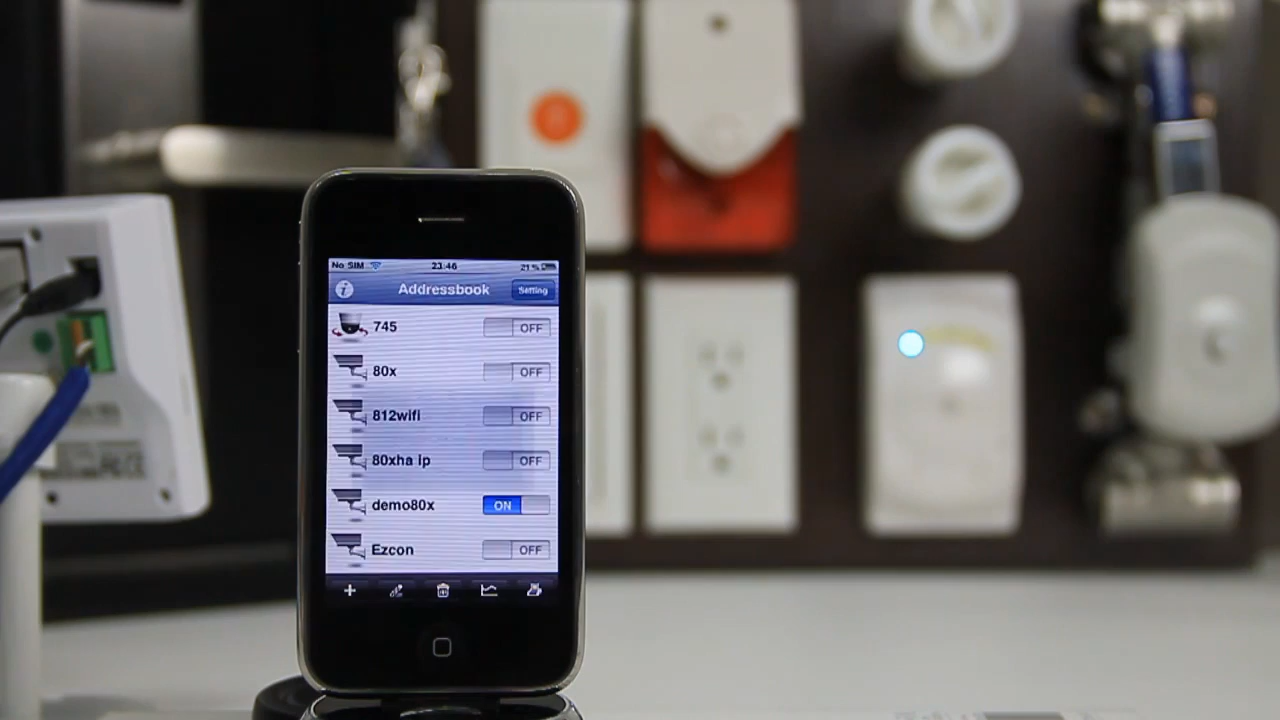 No SIM 23:46 21%
Addressbook Setting
745 OFF
80x OFF
812wifi OFF
80xha ip OFF
demo80x ON
Ezcon OFF